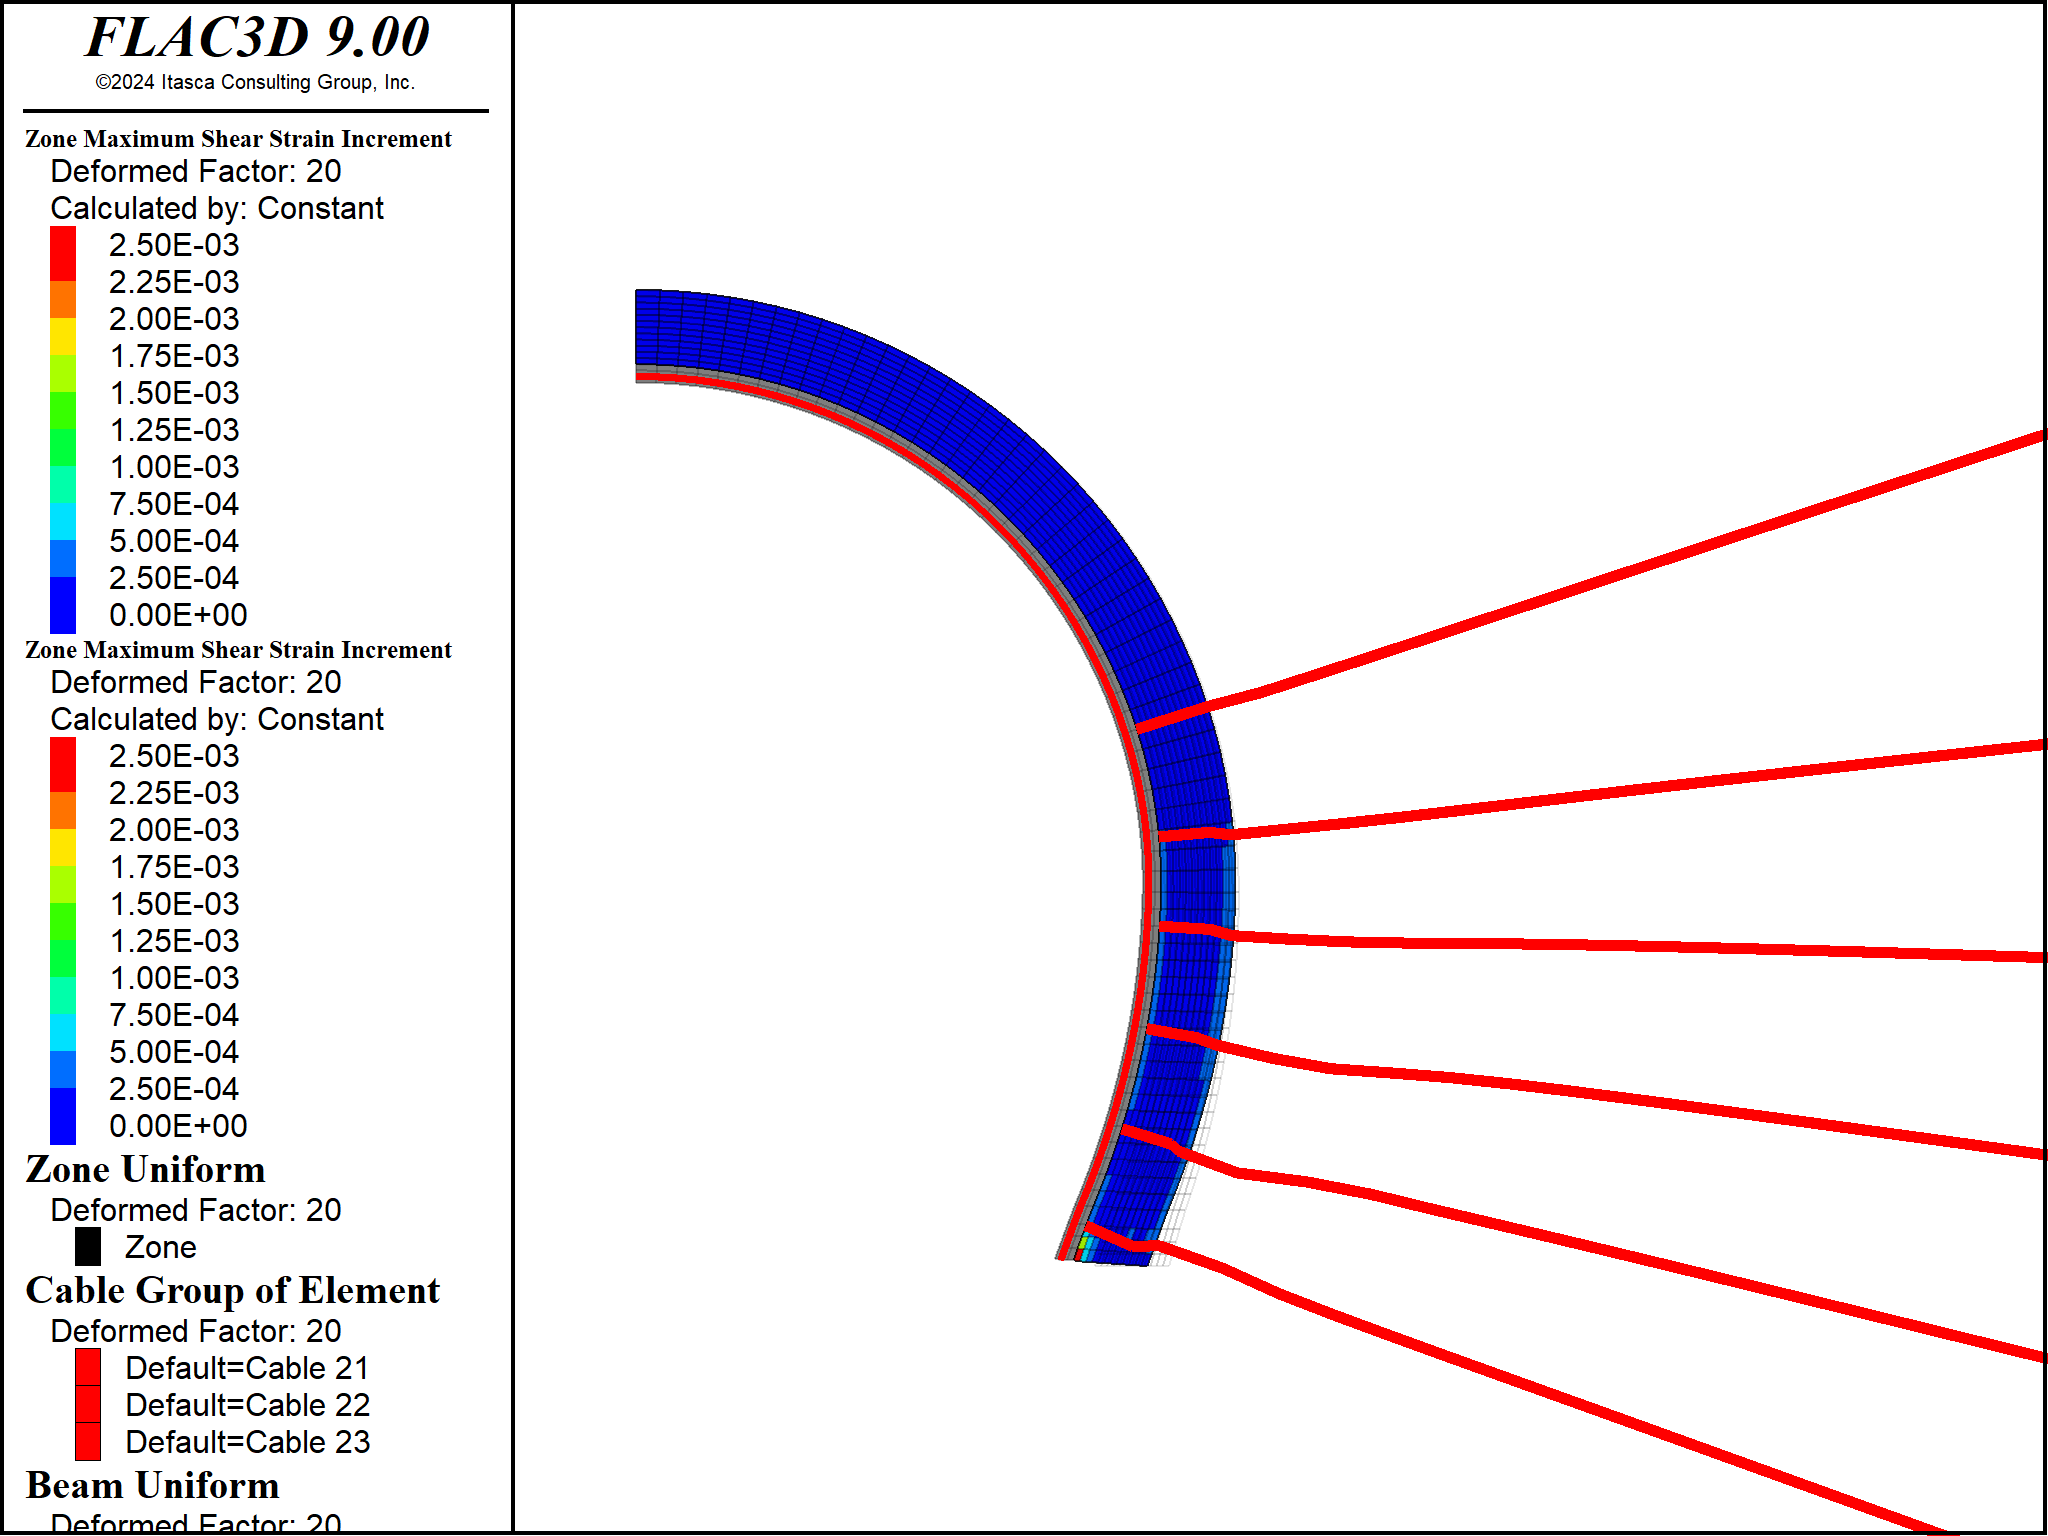 FLAC3D 9.00
©2024 Itasca Consulting Group, Inc.
Zone Maximum Shear Strain Increment
Deformed Factor: 20
Calculated by: Constant
2.50E-03
2.25E-03
2.00E-03
1.75E-03
1.50E-03
1.25E-03
1.00E-03
7.50E-04
5.00E-04
2.50E-04
0.00E+00
Zone Maximum Shear Strain Increment
Deformed Factor: 20
Calculated by: Constant
2.50E-03
2.25E-03
2.00E-03
1.75E-03
1.50E-03
1.25E-03
1.00E-03
7.50E-04
5.00E-04
2.50E-04
0.00E+00
Zone Uniform
Deformed Factor: 20
Zone
Cable Group of Element
Deformed Factor: 20
Default=Cable 21
Default=Cable 22
Default=Cable 23
Beam Uniform
Deformed Factor: 20